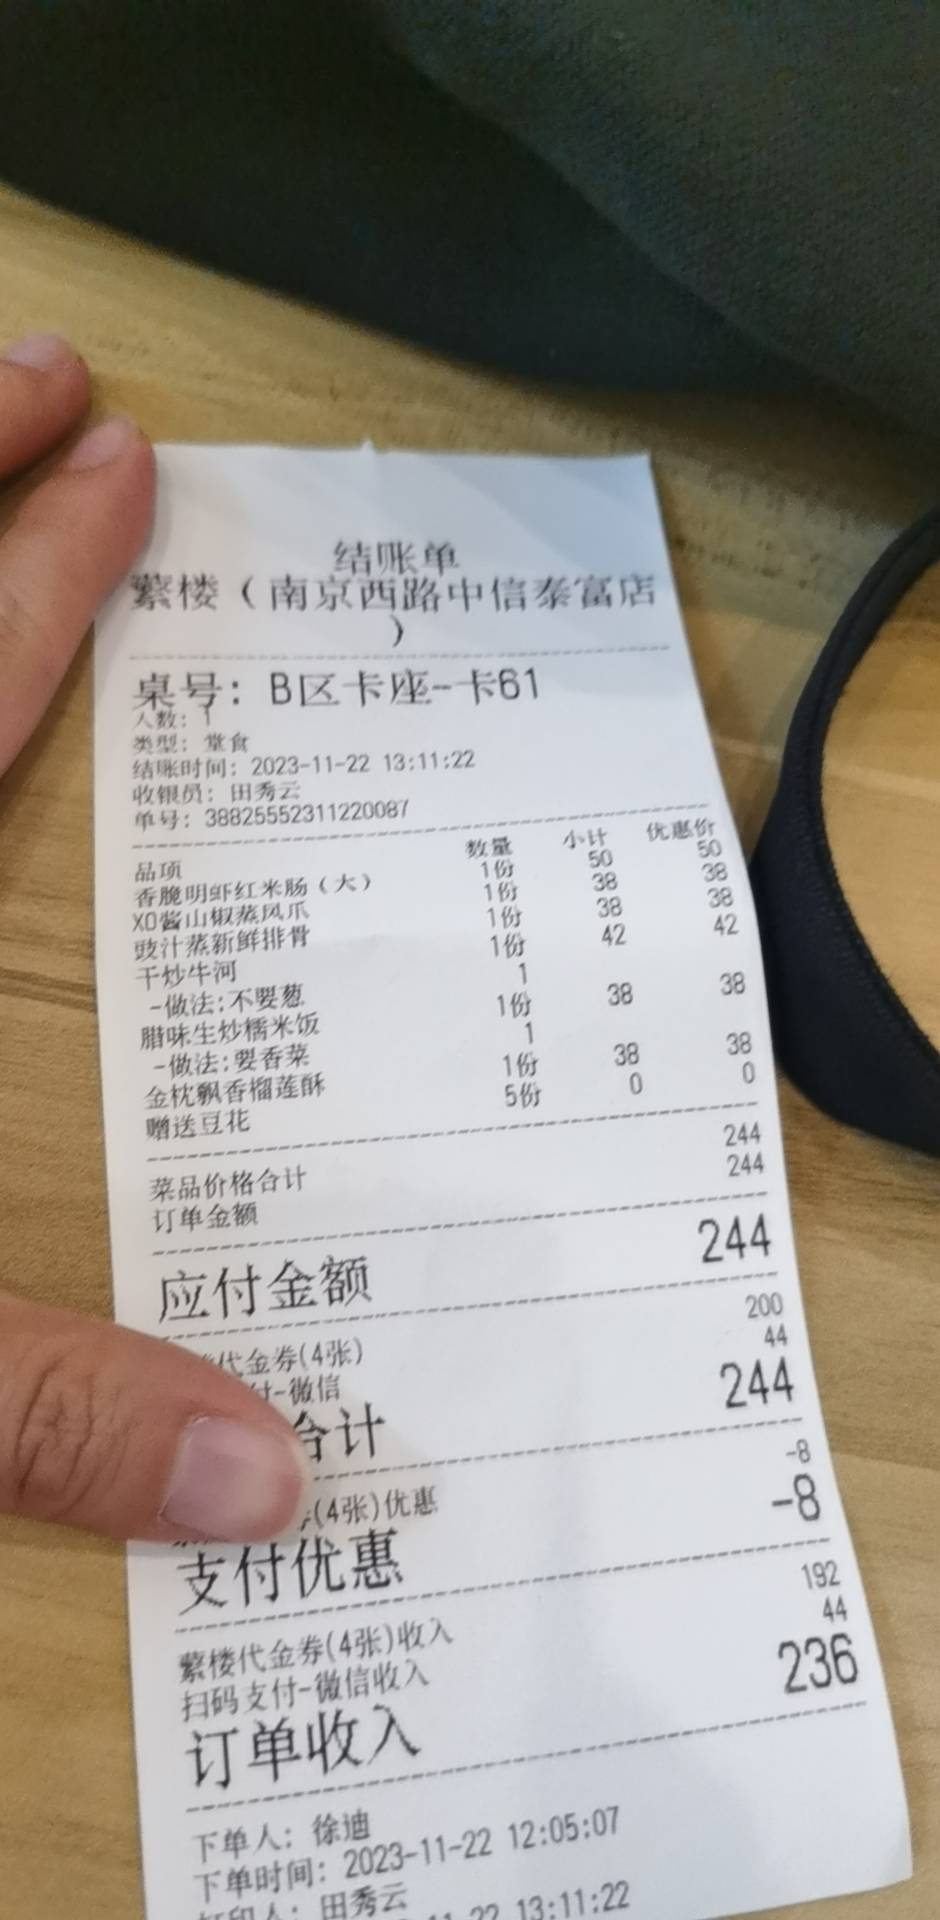 结账单
蘩楼（南京西路中信泰富店
）
桌号: B区卡座-卡61
人数: 1
类型: 堂食
结账时间: 2023-11-22 13:11:22
收银员: 田秀云
单号: 38825552311220087
品项 数量 小计 优惠价
香脆明虾红米肠（大） 1份 50 50
XO酱山椒蒸凤爪 1份 38 38
豉汁蒸新鲜排骨 1份 38 38
干炒牛河 1份 42 42
-做法:不要葱 1
腊味生炒糯米饭 1份 38 38
-做法:要香菜 1
金枕飘香榴莲酥 1份 38 38
赠送豆花 5份 0 0
菜品价格合计 244
订单金额 244
应付金额 244
代金券(4张) 200
付-微信 44
合计 244
(4张)优惠 -8
支付优惠 -8
蘩楼代金券(4张)收入 192
扫码支付-微信收入 44
订单收入 236
下单人: 徐迪
下单时间: 2023-11-22 12:05:07
打印人: 田秀云
11-22 13:11:22